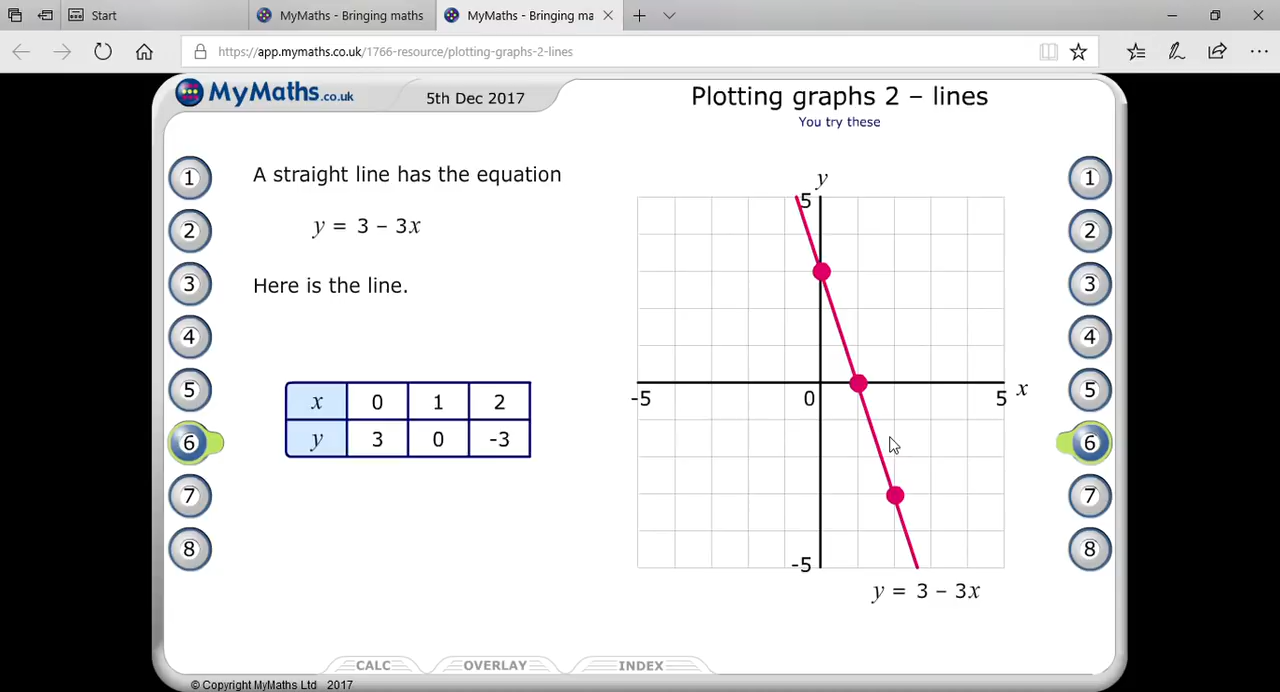 Start
MyMaths - Bringing maths
MyMaths - Bringing ma
https://app.mymaths.co.uk/1766-resource/plotting-graphs-2-lines
MyMaths.co.uk
5th Dec 2017
Plotting graphs 2 – lines
You try these
1
2
3
4
5
6
7
8
A straight line has the equation
y = 3 – 3x
Here is the line.
x 0 1 2
y 3 0 -3
y
5
-5 0 5 x
-5
y = 3 – 3x
1
2
3
4
5
6
7
8
CALC OVERLAY INDEX
© Copyright MyMaths Ltd 2017